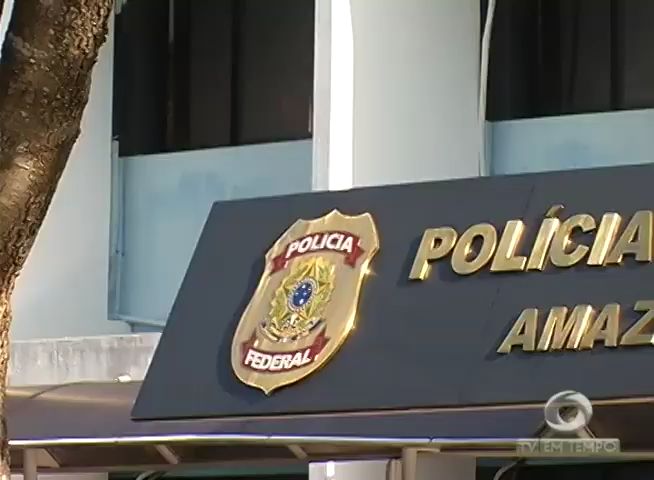 POLICIA
FEDERAL
POLÍCIA
AMAZ
TV EM TEMPO